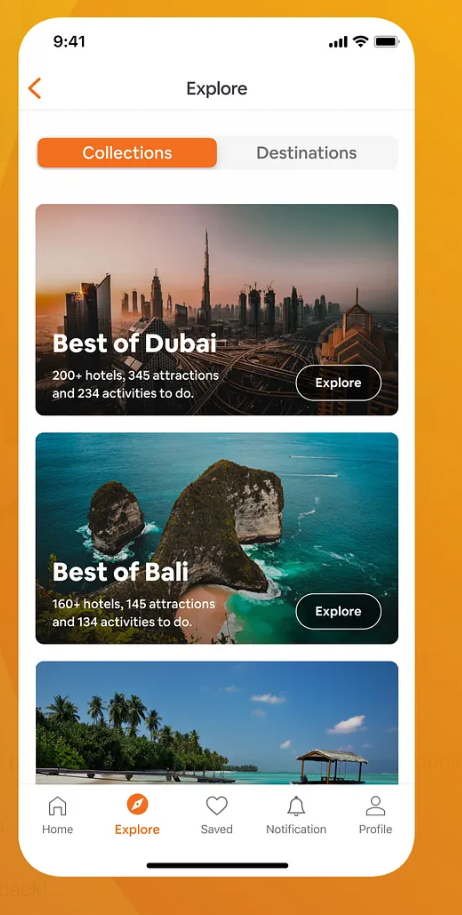 9:41
Explore
Collections
Destinations
Best of Dubai
200+ hotels, 345 attractions
and 234 activities to do.
Explore
Best of Bali
160+ hotels, 145 attractions
and 134 activities to do.
Explore
Home
Explore
Saved
Notification
Profile
back!